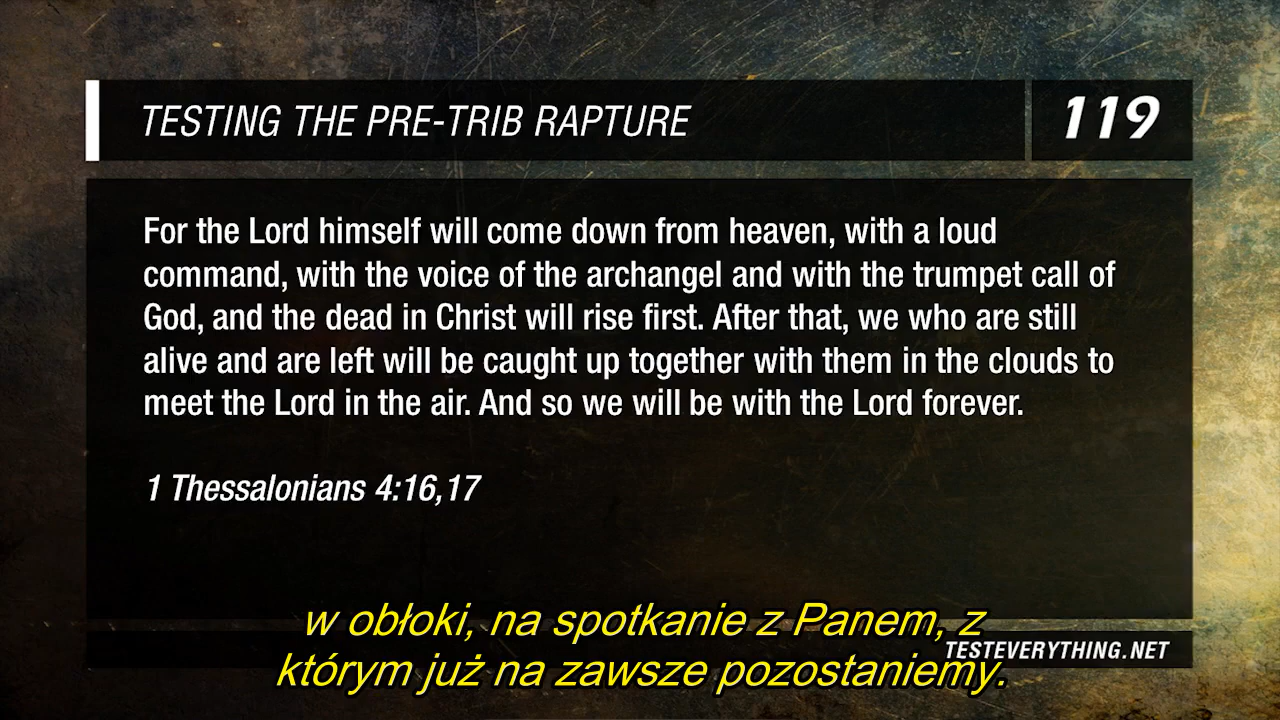 TESTING THE PRE-TRIB RAPTURE
119
For the Lord himself will come down from heaven, with a loud
command, with the voice of the archangel and with the trumpet call of
God, and the dead in Christ will rise first. After that, we who are still
alive and are left will be caught up together with them in the clouds to
meet the Lord in the air. And so we will be with the Lord forever.
1 Thessalonians 4:16,17
w obłoki, na spotkanie z Panem, z
którym już na zawsze pozostaniemy.
TESTEVERYTHING.NET